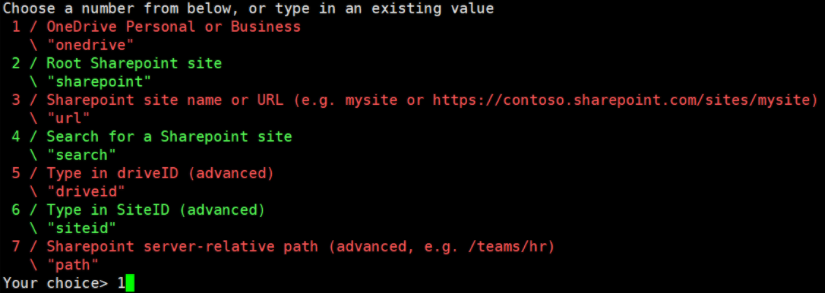 Choose a number from below, or type in an existing value
1 / OneDrive Personal or Business
\ "onedrive"
2 / Root Sharepoint site
\ "sharepoint"
3 / Sharepoint site name or URL (e.g. mysite or https://contoso.sharepoint.com/sites/mysite)
\ "url"
4 / Search for a Sharepoint site
\ "search"
5 / Type in driveID (advanced)
\ "driveid"
6 / Type in SiteID (advanced)
\ "siteid"
7 / Sharepoint server-relative path (advanced, e.g. /teams/hr)
\ "path"
Your choice> 1